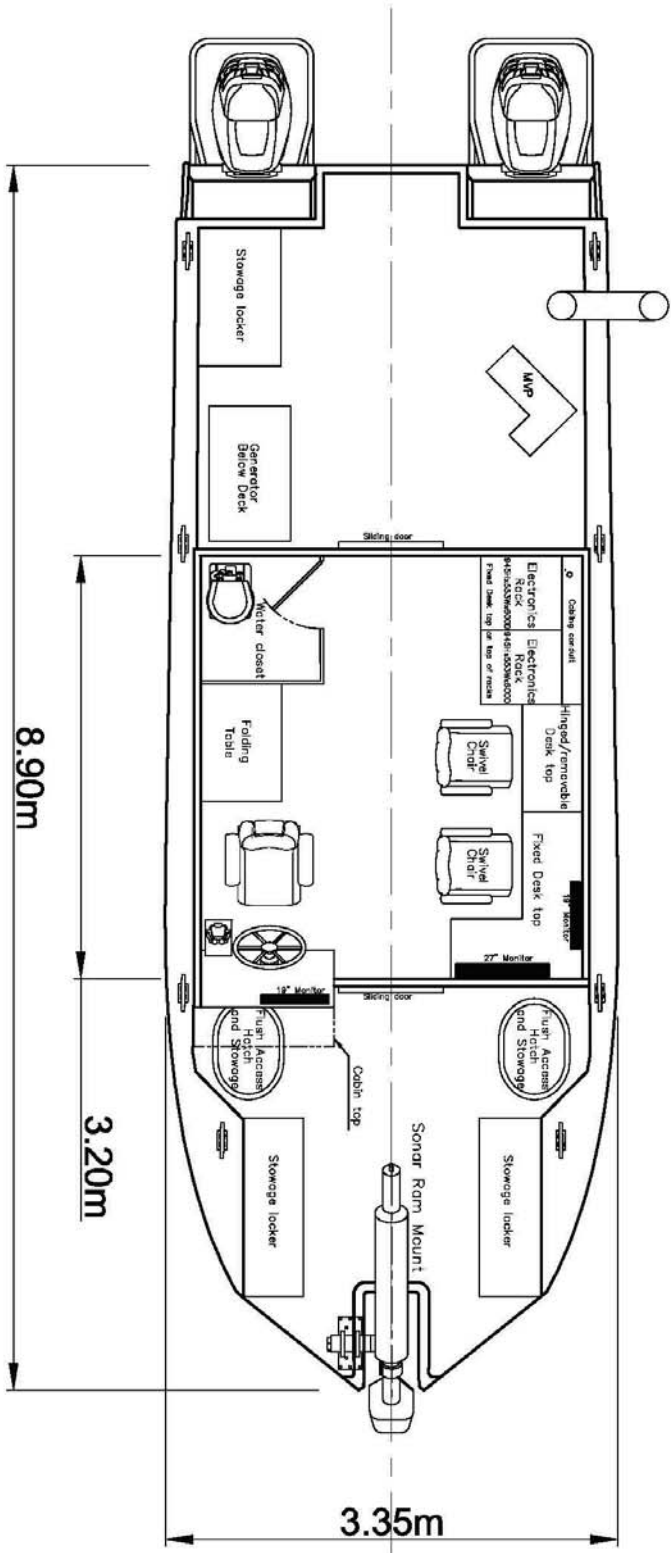 Stowage locker
Generator
Below Deck
MVP
Sliding door
Water closet
Folding
Table
Cabling conduit
Electronics
Rack
Electronics
Rack
Fixed Desk top on top of racks
Hinged/removable
Desk top
Swivel
Chair
Swivel
Chair
Fixed Desk top
19" Monitor
27" Monitor
19" Monitor
Sliding door
Flush Access
Hatch
and Stowage
Flush Access
Hatch
and Stowage
Cabin top
Sonar Ram Mount
Stowage locker
Stowage locker
8.90m
3.20m
3.35m